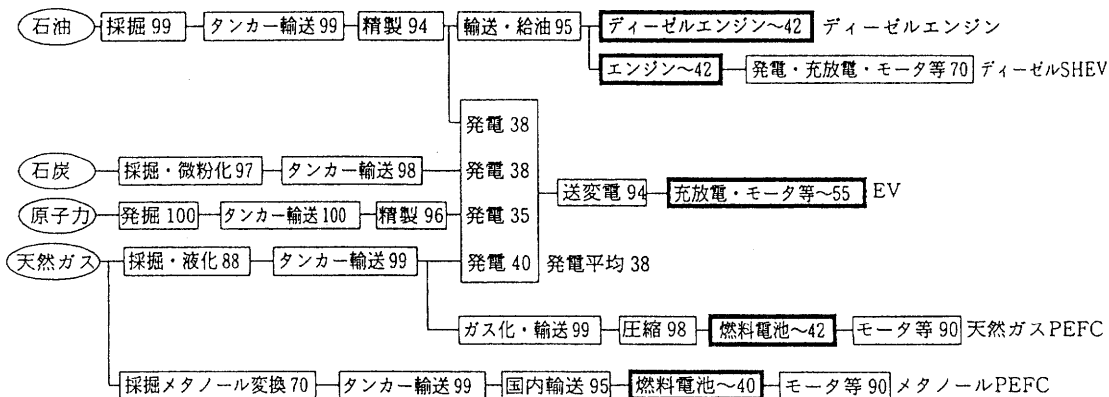 石油 採掘 99 タンカー輸送 99 精製 94 輸送・給油 95 ディーゼルエンジン~42 ディーゼルエンジン
エンジン~42 発電・充放電・モータ等 70 ディーゼルSHEV
発電 38
石炭 採掘・微粉化 97 タンカー輸送 98 発電 38
送変電 94 充放電・モータ等~55 EV
原子力 発掘 100 タンカー輸送 100 精製 96 発電 35
天然ガス 採掘・液化 88 タンカー輸送 99 発電 40 発電平均 38
ガス化・輸送 99 圧縮 98 燃料電池~42 モータ等 90 天然ガスPEFC
採掘メタノール変換 70 タンカー輸送 99 国内輸送 95 燃料電池~40 モータ等 90 メタノールPEFC